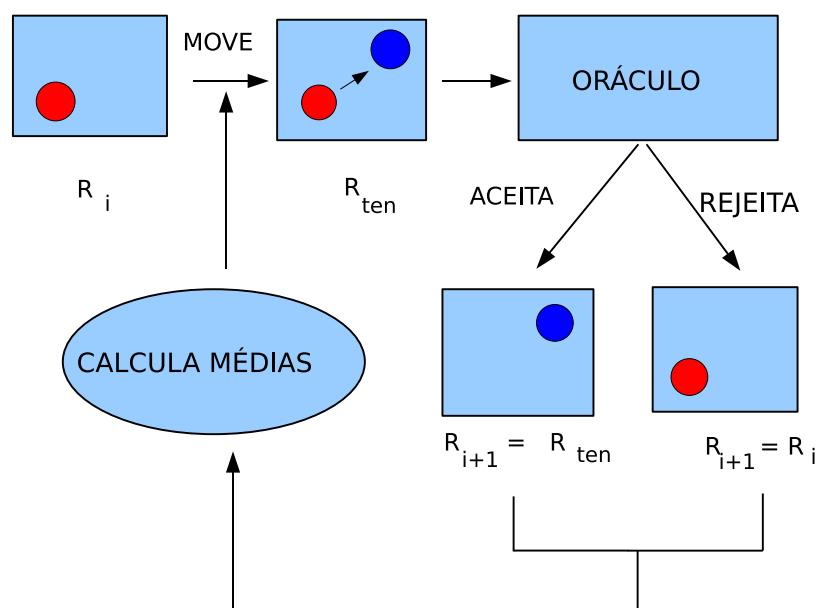 MOVE
ORÁCULO
R i
R ten
ACEITA
REJEITA
CALCULA MÉDIAS
R i+1 = R ten
R i+1 = R i